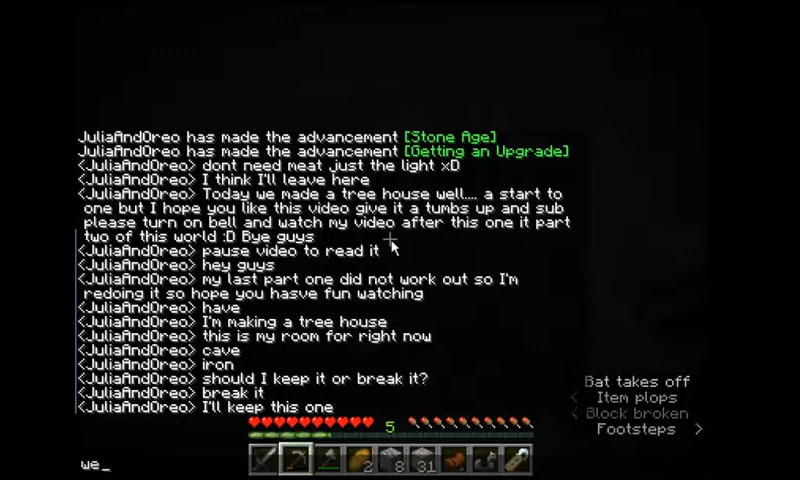 JuliaAndOreo has made the advancement [Stone Age]
JuliaAndOreo has made the advancement [Getting an Upgrade]
<JuliaAndOreo> dont need meat just the light xD
<JuliaAndOreo> I think I'll leave here
<JuliaAndOreo> Today we made a tree house well.... a start to
one but I hope you like this video give it a tumbs up and sub
please turn on bell and watch my video after this one it part
two of this world :D Bye guys
<JuliaAndOreo> pause video to read it
<JuliaAndOreo> hey guys
<JuliaAndOreo> my last part one did not work out so I'm
redoing it so hope you hasve fun watching
<JuliaAndOreo> have
<JuliaAndOreo> I'm making a tree house
<JuliaAndOreo> this is my room for right now
<JuliaAndOreo> cave
<JuliaAndOreo> iron
<JuliaAndOreo> should I keep it or break it?
<JuliaAndOreo> break it
<JuliaAndOreo> I'll keep this one
Bat takes off
< Item plops
< Block broken
Footsteps >
5
2 8 31
we_